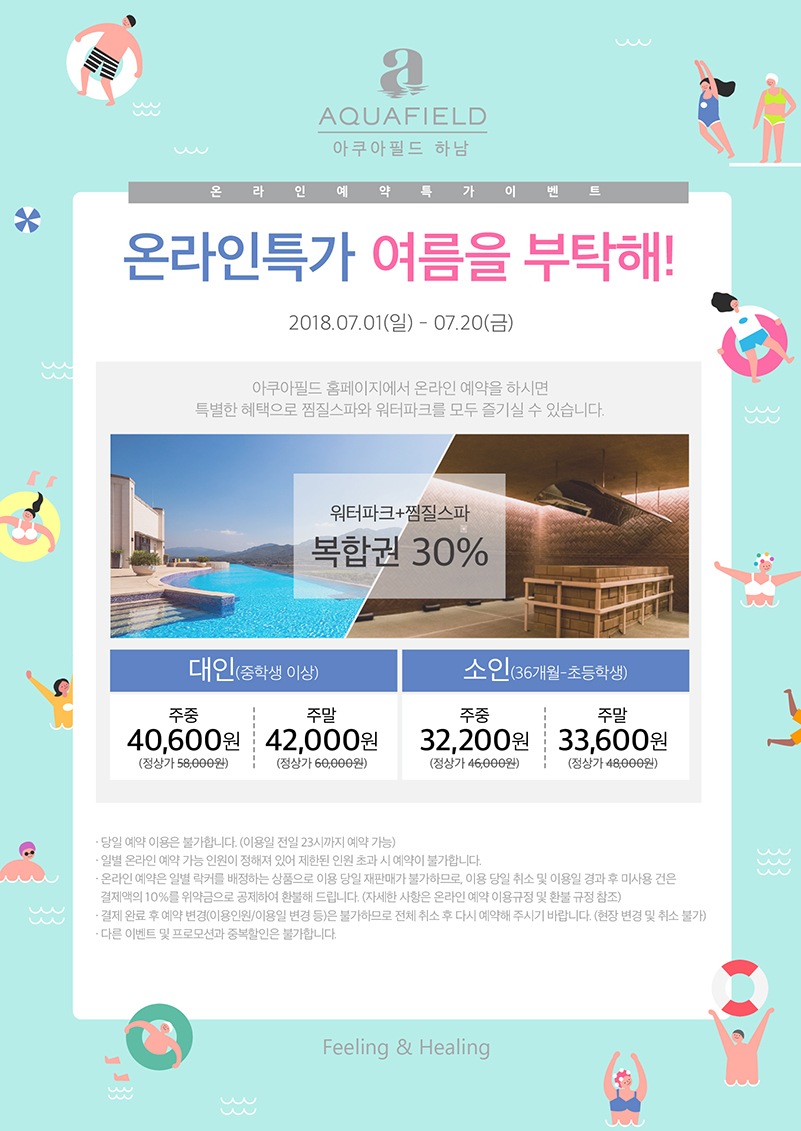 a
AQUAFIELD
아쿠아필드 하남
온라인예약특가이벤트
온라인특가 여름을 부탁해!
2018.07.01(일) - 07.20(금)
아쿠아필드 홈페이지에서 온라인 예약을 하시면
특별한 혜택으로 찜질스파와 워터파크를 모두 즐기실 수 있습니다.
워터파크+찜질스파
복합권 30%
대인(중학생 이상) 소인(36개월-초등학생)
주중 주말 주중 주말
40,600원 42,000원 32,200원 33,600원
(정상가 58,000원) (정상가 60,000원) (정상가 46,000원) (정상가 48,000원)
· 당일 예약 이용은 불가합니다. (이용일 전일 23시까지 예약 가능)
· 일별 온라인 예약 가능 인원이 정해져 있어 제한된 인원 초과 시 예약이 불가합니다.
· 온라인 예약은 일별 락커를 배정하는 상품으로 이용 당일 재판매가 불가하므로, 이용 당일 취소 및 이용일 경과 후 미사용 건은
결제액의 10%를 위약금으로 공제하여 환불해 드립니다. (자세한 사항은 온라인 예약 이용규정 및 환불 규정 참조)
· 결제 완료 후 예약 변경(이용인원/이용일 변경 등)은 불가하므로 전체 취소 후 다시 예약해 주시기 바랍니다. (현장 변경 및 취소 불가)
· 다른 이벤트 및 프로모션과 중복할인은 불가합니다.
Feeling & Healing